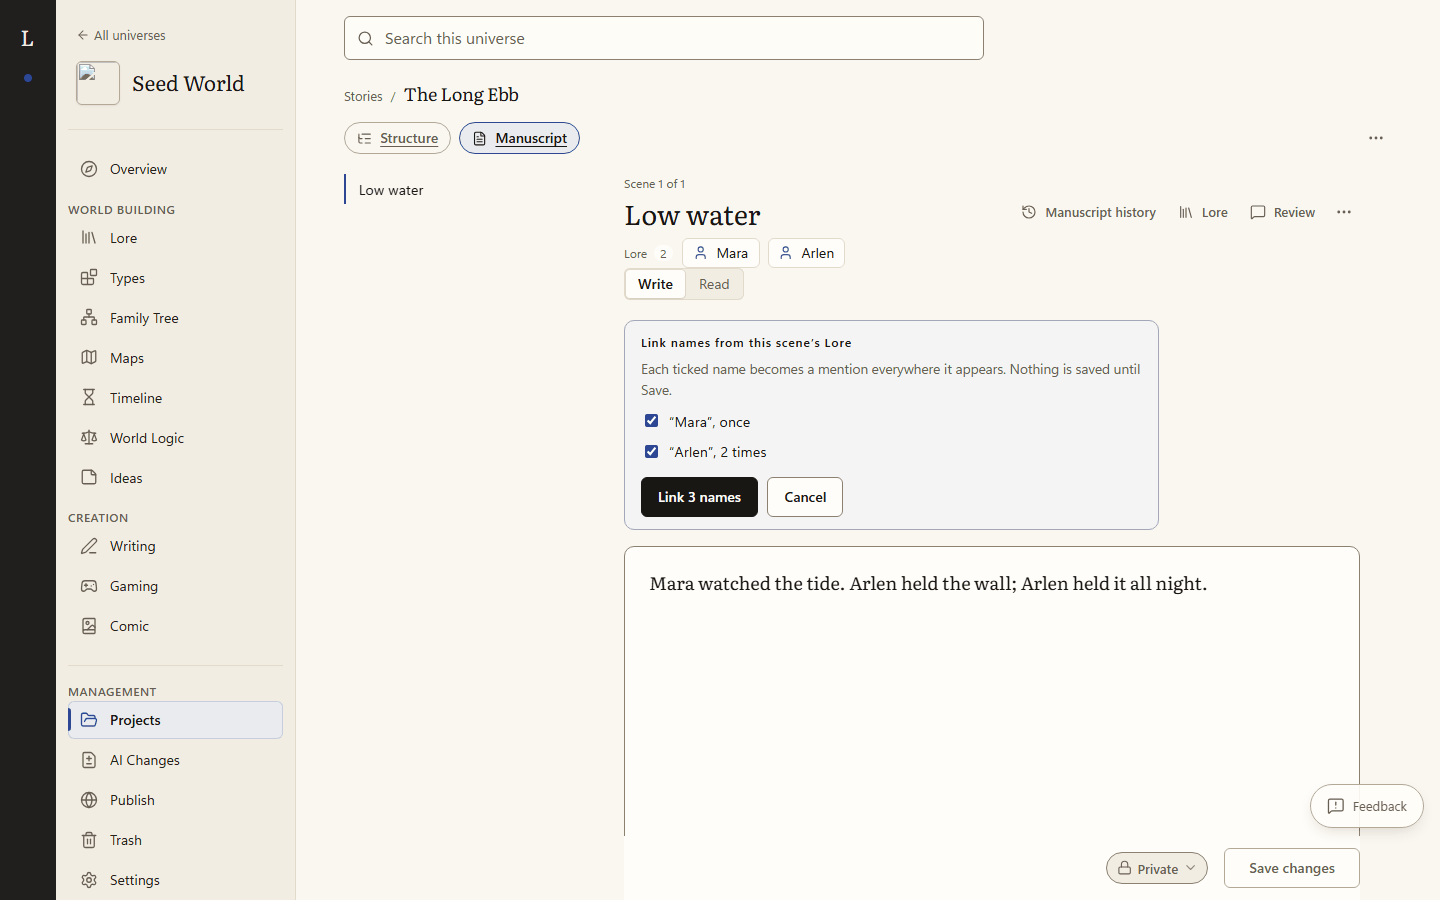 L
All universes
Seed World
Overview
WORLD BUILDING
Lore
Types
Family Tree
Maps
Timeline
World Logic
Ideas
CREATION
Writing
Gaming
Comic
MANAGEMENT
Projects
AI Changes
Publish
Trash
Settings
Search this universe
Stories / The Long Ebb
Structure Manuscript
Low water
Scene 1 of 1
Low water
Manuscript history Lore Review
Lore 2 Mara Arlen
Write Read
Link names from this scene’s Lore
Each ticked name becomes a mention everywhere it appears. Nothing is saved until
Save.
“Mara”, once
“Arlen”, 2 times
Link 3 names Cancel
Mara watched the tide. Arlen held the wall; Arlen held it all night.
Feedback
Private Save changes